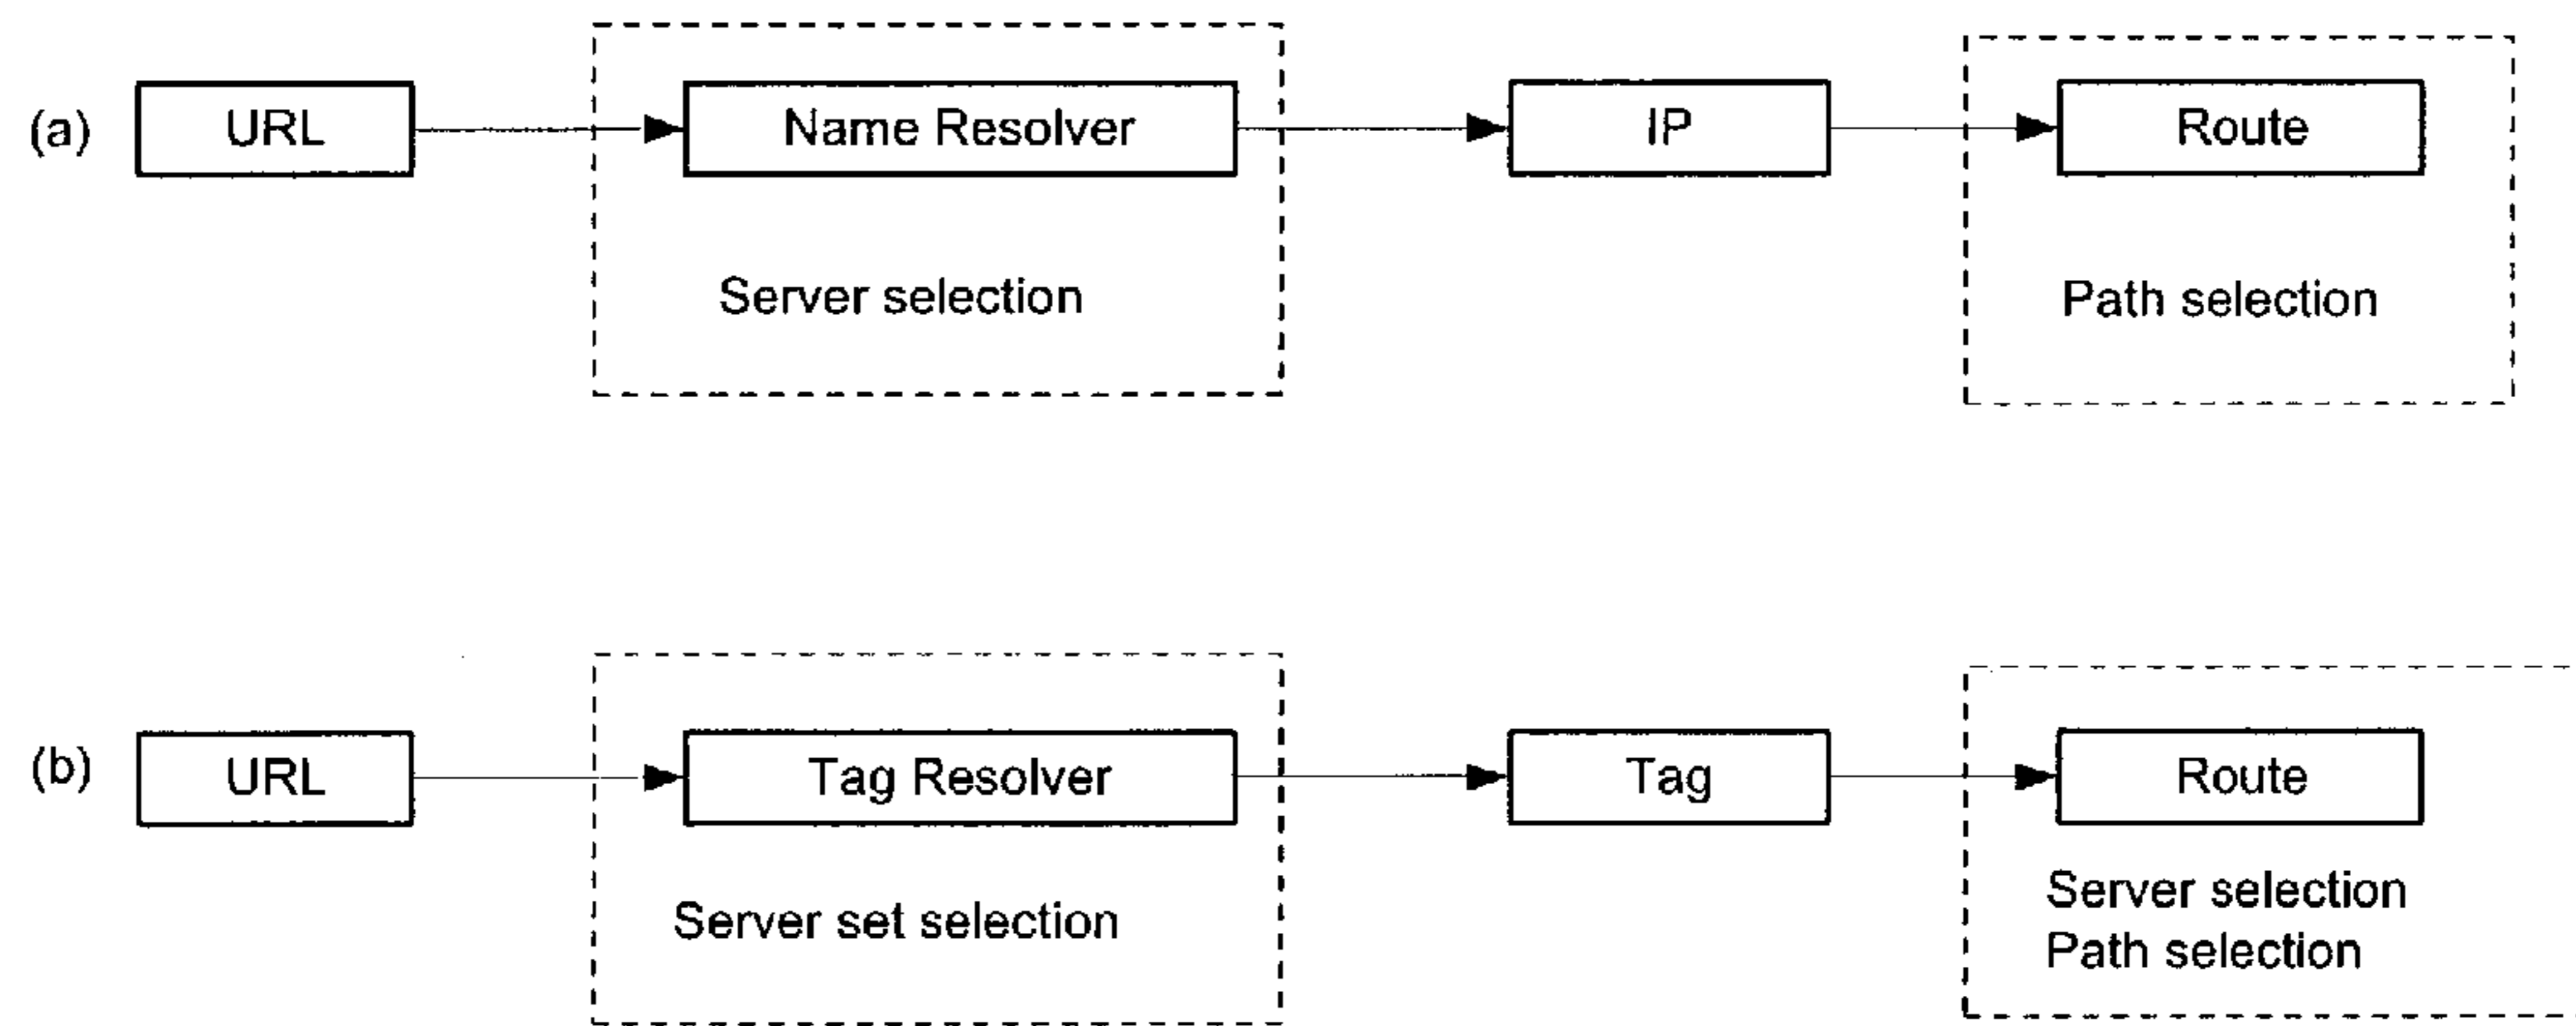 (a)
URL
Name Resolver
IP
Route
Server selection
Path selection
(b)
URL
Tag Resolver
Tag
Route
Server set selection
Server selection
Path selection